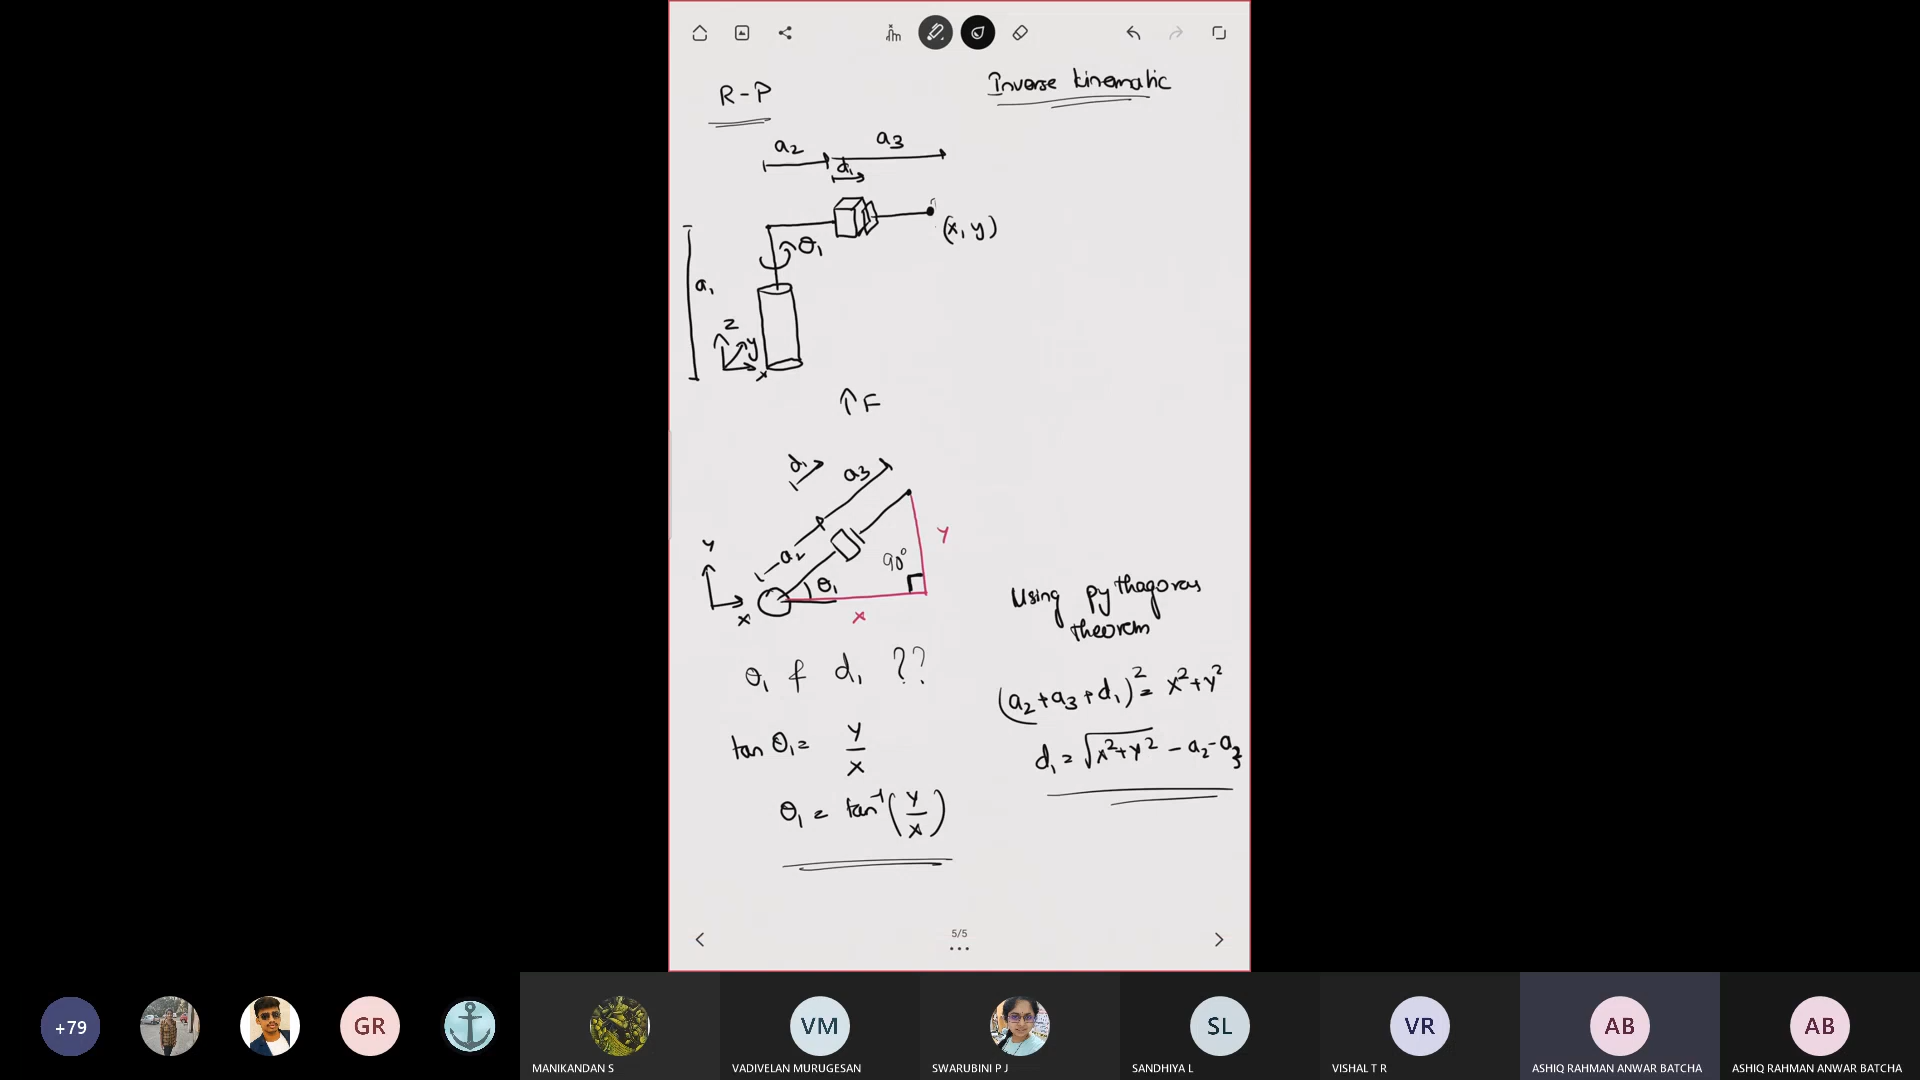 R-P
Inverse kinematic
a2
a3
d1
θ1
(x, y)
a1
z
y
x
↑F
d1
a3
a2
90°
Y
Y
θ1
X
X
Using pythagoras
theorem
θ1 & d1 ??
(a2+a3+d1)² = x²+y²
tan θ1 = Y/X
d1 = √x²+y² - a2-a3
θ1 = tan⁻¹(Y/X)
5/5
+79
GR
VM
SL
VR
AB
AB
MANIKANDAN S
VADIVELAN MURUGESAN
SWARUBINI P J
SANDHIYA L
VISHAL T R
ASHIQ RAHMAN ANWAR BATCHA
ASHIQ RAHMAN ANWAR BATCHA